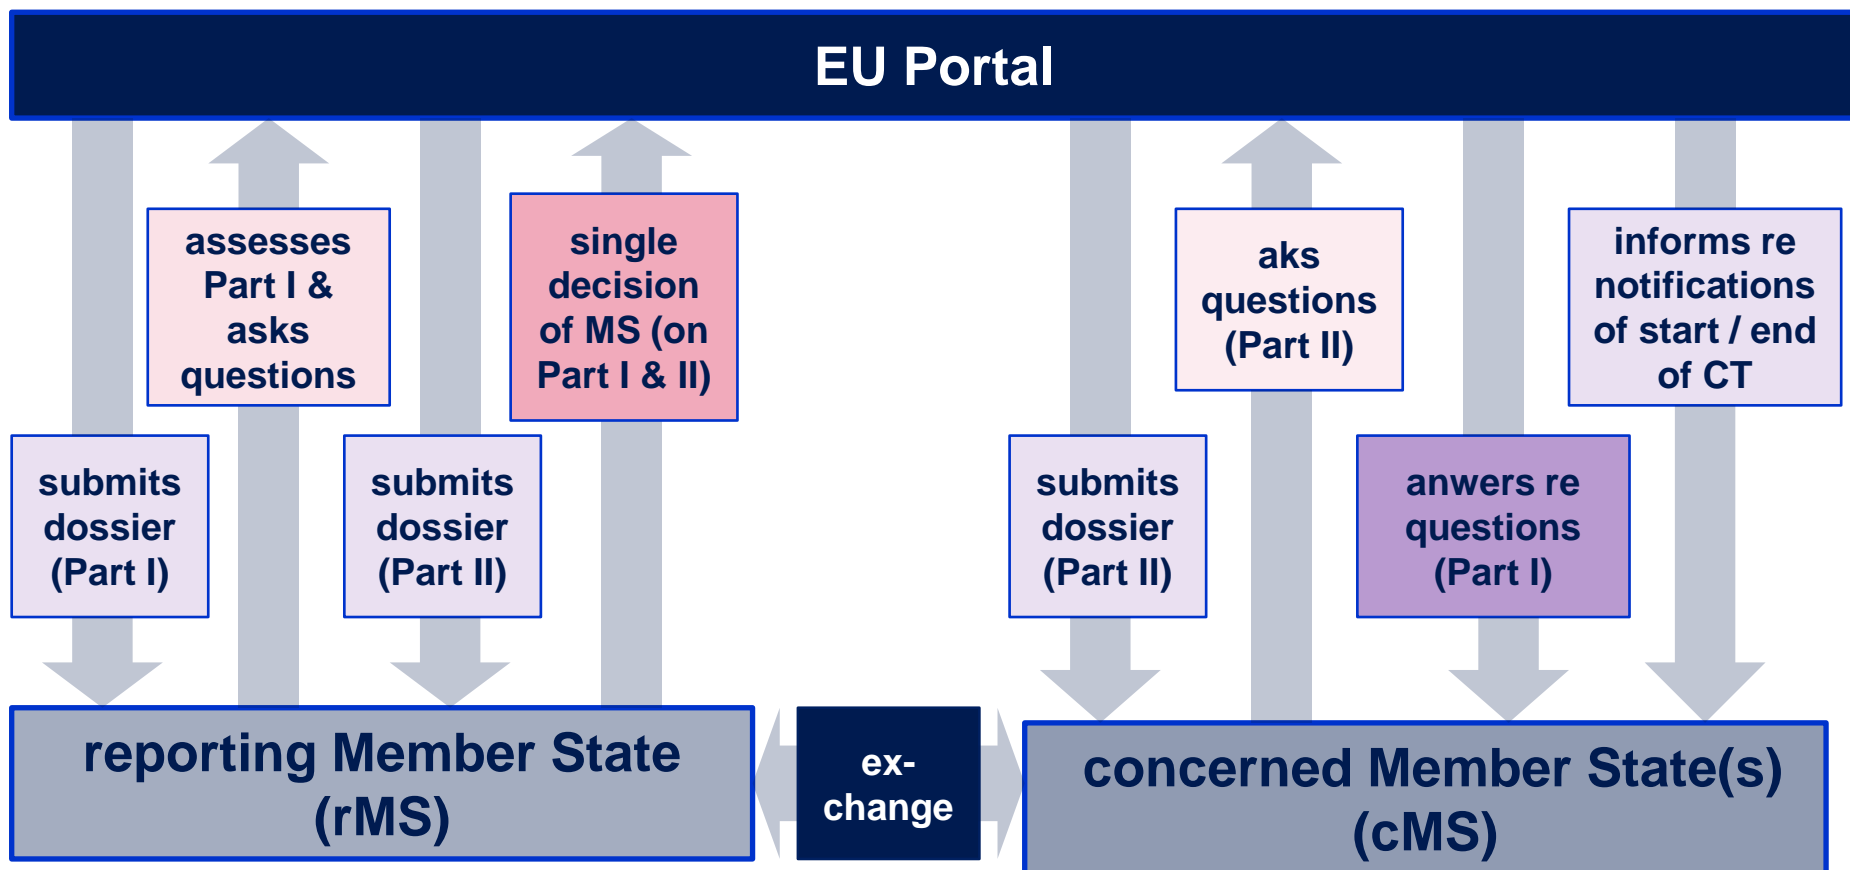 EU Portal
assesses
Part I &
asks
questions
single
decision
of MS (on
Part I & II)
aks
questions
(Part II)
informs re
notifications
of start / end
of CT
submits
dossier
(Part I)
submits
dossier
(Part II)
submits
dossier
(Part II)
anwers re
questions
(Part I)
reporting Member State
(rMS)
ex-
change
concerned Member State(s)
(cMS)